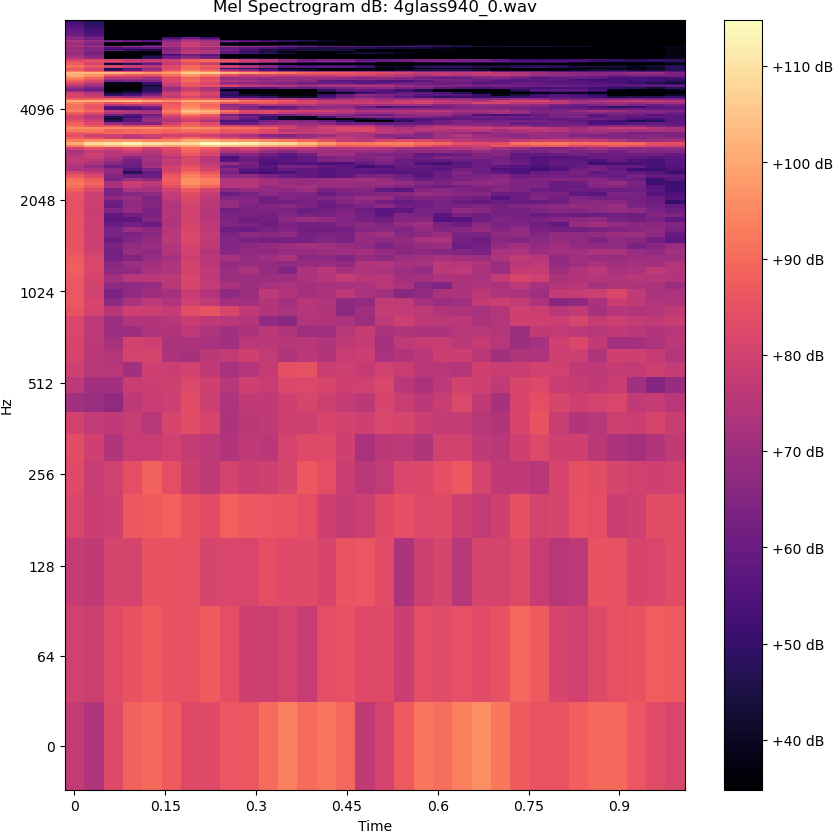 Mel Spectrogram dB: 4glass940_0.wav
Hz
4096
2048
1024
512
256
128
64
0
0 0.15 0.3 0.45 0.6 0.75 0.9
Time
+110 dB
+100 dB
+90 dB
+80 dB
+70 dB
+60 dB
+50 dB
+40 dB